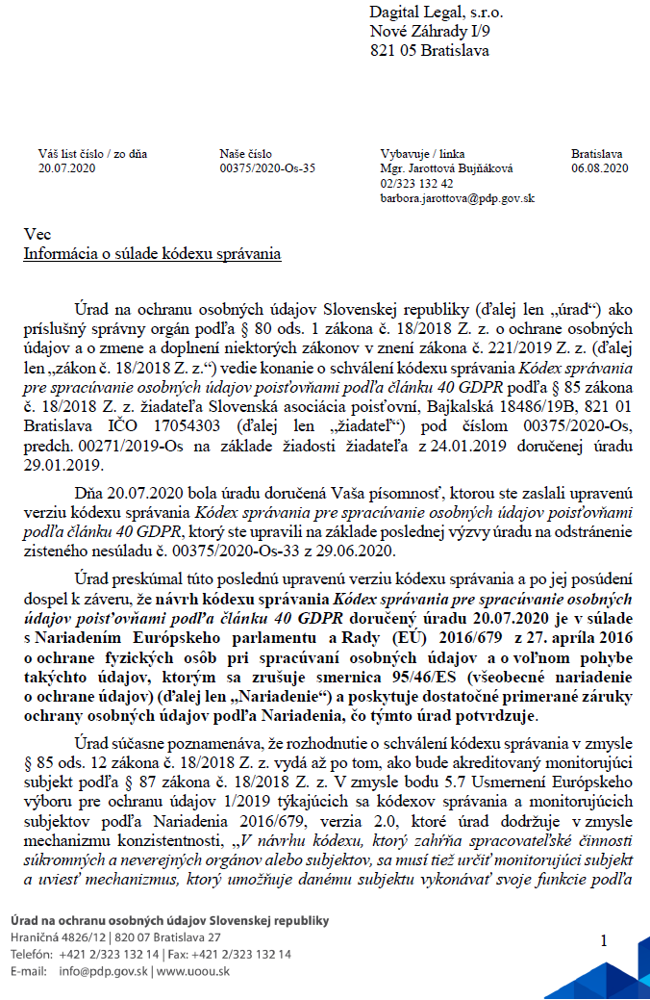 Dagital Legal, s.r.o.
Nové Záhrady I/9
821 05 Bratislava
Váš list číslo / zo dňa
20.07.2020
Naše číslo
00375/2020-Os-35
Vybavuje / linka
Mgr. Jarottová Bujňáková
02/323 132 42
barbora.jarottova@pdp.gov.sk
Bratislava
06.08.2020
Vec
Informácia o súlade kódexu správania
Úrad na ochranu osobných údajov Slovenskej republiky (ďalej len „úrad“) ako
príslušný správny orgán podľa § 80 ods. 1 zákona č. 18/2018 Z. z. o ochrane osobných
údajov a o zmene a doplnení niektorých zákonov v znení zákona č. 221/2019 Z. z. (ďalej
len „zákon č. 18/2018 Z. z.“) vedie konanie o schválení kódexu správania Kódex správania
pre spracúvanie osobných údajov poisťovňami podľa článku 40 GDPR podľa § 85 zákona
č. 18/2018 Z. z. žiadateľa Slovenská asociácia poisťovní, Bajkalská 18486/19B, 821 01
Bratislava IČO 17054303 (ďalej len „žiadateľ“) pod číslom 00375/2020-Os,
predch. 00271/2019-Os na základe žiadosti žiadateľa z 24.01.2019 doručenej úradu
29.01.2019.
Dňa 20.07.2020 bola úradu doručená Vaša písomnosť, ktorou ste zaslali upravenú
verziu kódexu správania Kódex správania pre spracúvanie osobných údajov poisťovňami
podľa článku 40 GDPR, ktorý ste upravili na základe poslednej výzvy úradu na odstránenie
zisteného nesúladu č. 00375/2020-Os-33 z 29.06.2020.
Úrad preskúmal túto poslednú upravenú verziu kódexu správania a po jej posúdení
dospel k záveru, že návrh kódexu správania Kódex správania pre spracúvanie osobných
údajov poisťovňami podľa článku 40 GDPR doručený úradu 20.07.2020 je v súlade
s Nariadením Európskeho parlamentu a Rady (EÚ) 2016/679 z 27. apríla 2016
o ochrane fyzických osôb pri spracúvaní osobných údajov a o voľnom pohybe
takýchto údajov, ktorým sa zrušuje smernica 95/46/ES (všeobecné nariadenie
o ochrane údajov) (ďalej len „Nariadenie“) a poskytuje dostatočné primerané záruky
ochrany osobných údajov podľa Nariadenia, čo týmto úrad potvrdzuje.
Úrad súčasne poznamenáva, že rozhodnutie o schválení kódexu správania v zmysle
§ 85 ods. 12 zákona č. 18/2018 Z. z. vydá až po tom, ako bude akreditovaný monitorujúci
subjekt podľa § 87 zákona č. 18/2018 Z. z. V zmysle bodu 5.7 Usmernení Európskeho
výboru pre ochranu údajov 1/2019 týkajúcich sa kódexov správania a monitorujúcich
subjektov podľa Nariadenia 2016/679, verzia 2.0, ktoré úrad dodržuje v zmysle
mechanizmu konzistentnosti, „V návrhu kódexu, ktorý zahŕňa spracovateľské činnosti
súkromných a neverejných orgánov alebo subjektov, sa musí tiež určiť monitorujúci subjekt
a uviesť mechanizmus, ktorý umožňuje danému subjektu vykonávať svoje funkcie podľa
Úrad na ochranu osobných údajov Slovenskej republiky
Hraničná 4826/12 | 820 07 Bratislava 27
Telefón: +421 2/323 132 14 | Fax: +421 2/323 132 14
E-mail: info@pdp.gov.sk | www.uoou.sk
1